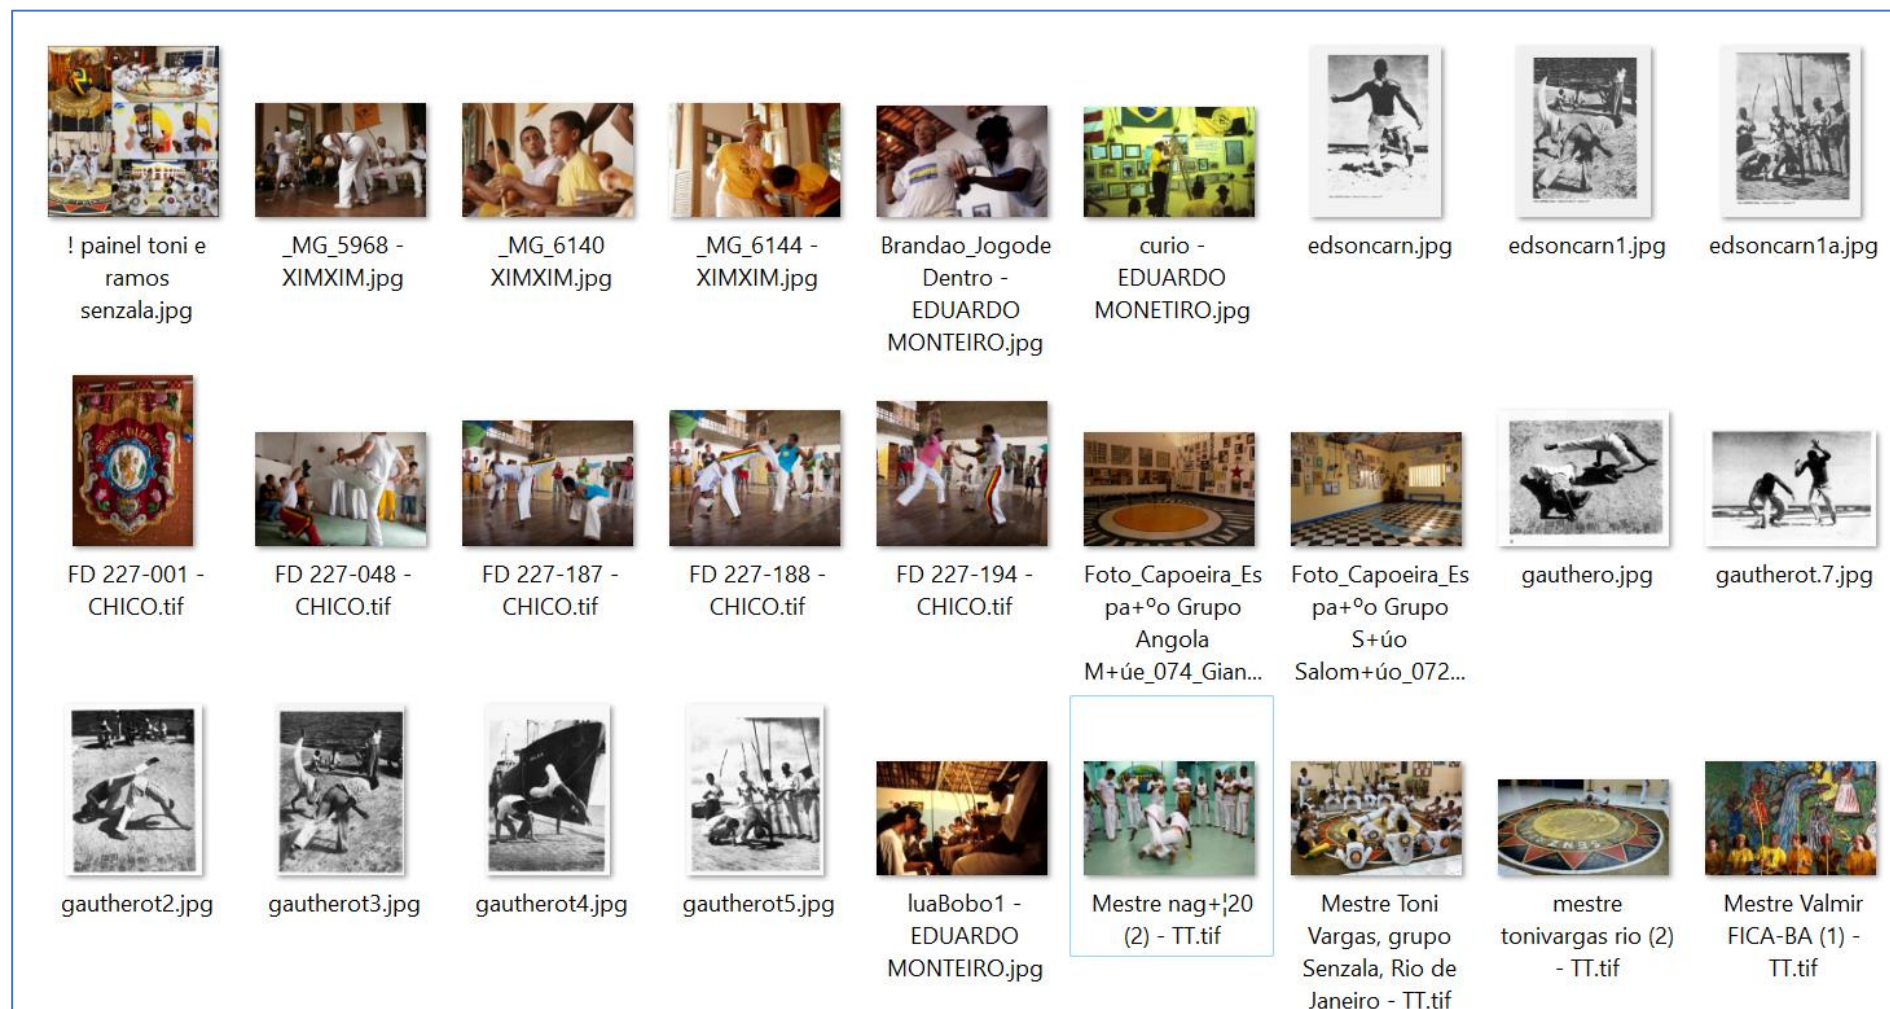 ! painel toni e
ramos
senzala.jpg
_MG_5968 -
XIMXIM.jpg
_MG_6140
XIMXIM.jpg
_MG_6144 -
XIMXIM.jpg
Brandao_Jogode
Dentro -
EDUARDO
MONTEIRO.jpg
curio -
EDUARDO
MONETIRO.jpg
edsoncarn.jpg
edsoncarn1.jpg
edsoncarn1a.jpg
FD 227-001 -
CHICO.tif
FD 227-048 -
CHICO.tif
FD 227-187 -
CHICO.tif
FD 227-188 -
CHICO.tif
FD 227-194 -
CHICO.tif
Foto_Capoeira_Es
pa+ºo Grupo
Angola
M+úe_074_Gian...
Foto_Capoeira_Es
pa+ºo Grupo
S+úo
Salom+úo_072...
gauthero.jpg
gautherot.7.jpg
gautherot2.jpg
gautherot3.jpg
gautherot4.jpg
gautherot5.jpg
luaBobo1 -
EDUARDO
MONTEIRO.jpg
Mestre nag+¦20
(2) - TT.tif
Mestre Toni
Vargas, grupo
Senzala, Rio de
Janeiro - TT.tif
SENZ
mestre
tonivargas rio (2)
- TT.tif
Mestre Valmir
FICA-BA (1) -
TT.tif